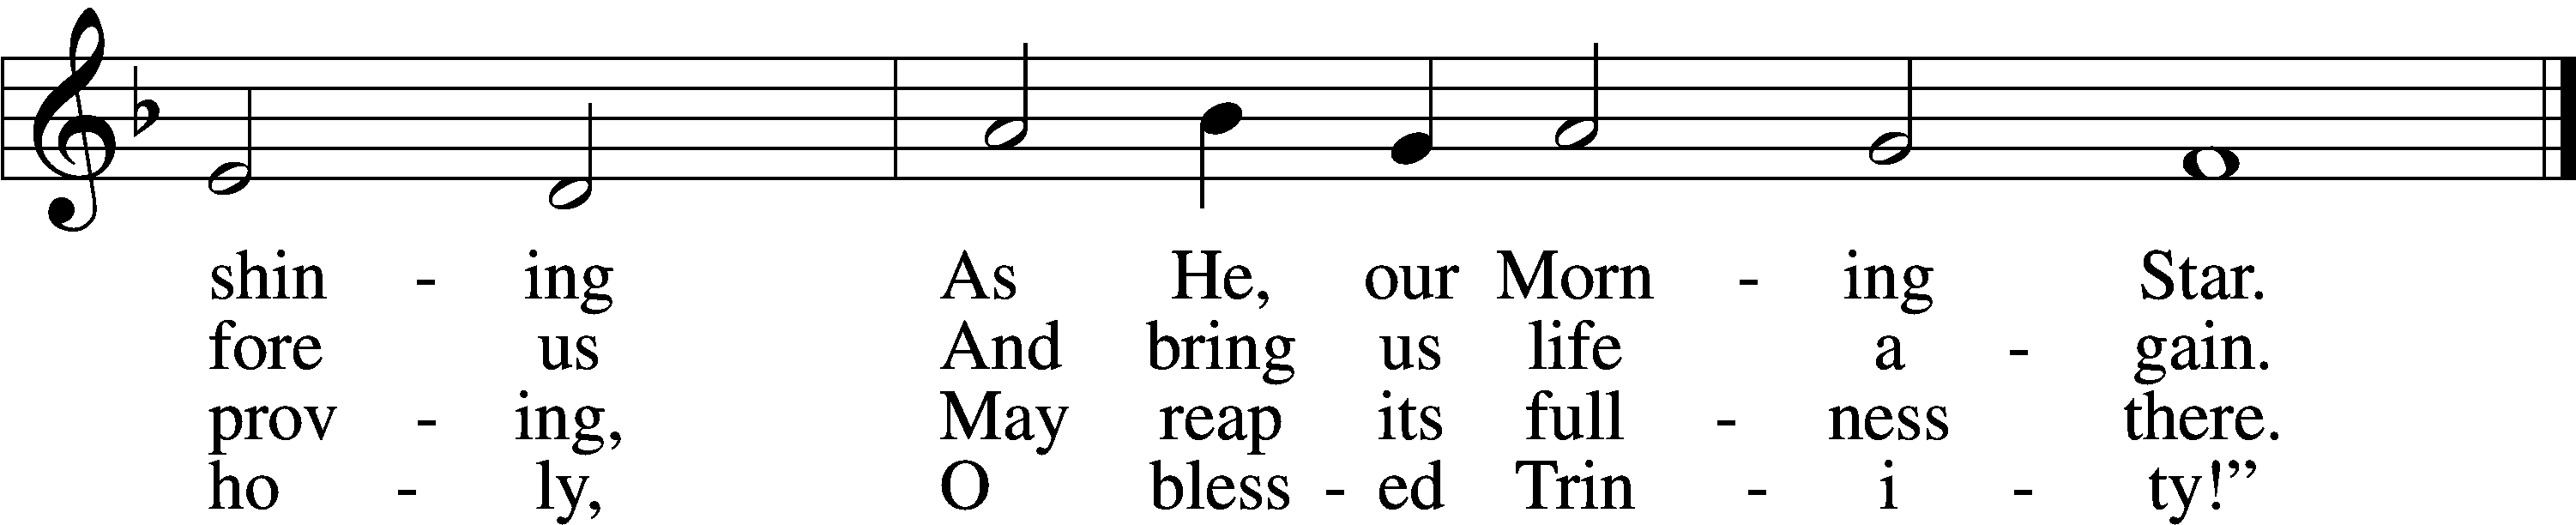 shin - ing As He, our Morn - ing Star.
fore us And bring us life a - gain.
prov - ing, May reap its full - ness there.
ho - ly, O bless - ed Trin - i - ty!”